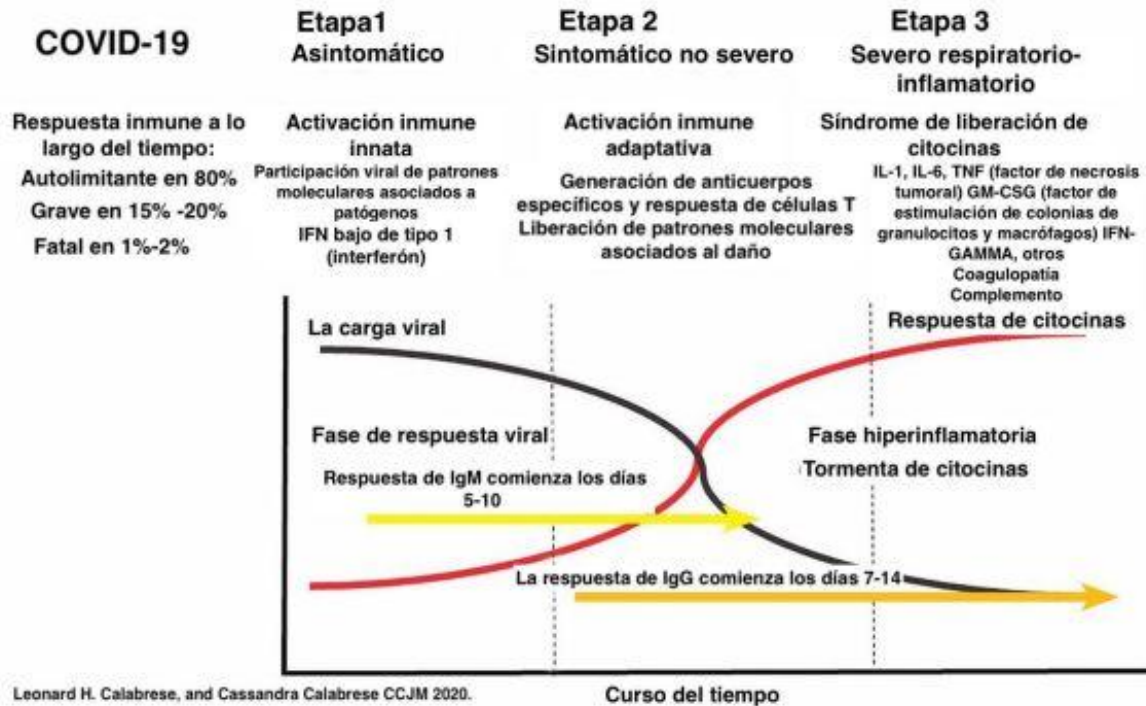 COVID-19
Respuesta inmune a lo
largo del tiempo:
Autolimitante en 80%
Grave en 15% -20%
Fatal en 1%-2%
Etapa1
Asintomático
Activación inmune
innata
Participación viral de patrones
moleculares asociados a
patógenos
IFN bajo de tipo 1
(interferón)
Etapa 2
Sintomático no severo
Activación inmune
adaptativa
Generación de anticuerpos
específicos y respuesta de células T
Liberación de patrones moleculares
asociados al daño
Etapa 3
Severo respiratorio-
inflamatorio
Síndrome de liberación de
citocinas
IL-1, IL-6, TNF (factor de necrosis
tumoral) GM-CSG (factor de
estimulación de colonias de
granulocitos y macrófagos) IFN-
GAMMA, otros
Coagulopatía
Complemento
La carga viral
Respuesta de citocinas
Fase de respuesta viral
Fase hiperinflamatoria
Tormenta de citocinas
Respuesta de IgM comienza los días
5-10
La respuesta de IgG comienza los días 7-14
Leonard H. Calabrese, and Cassandra Calabrese CCJM 2020.
Curso del tiempo